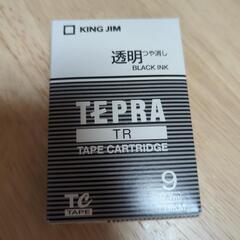 KING JIM
透明つや消し
BLACK INK
TEPRA
TR
TAPE CARTRIDGE
9
TC
TAPE